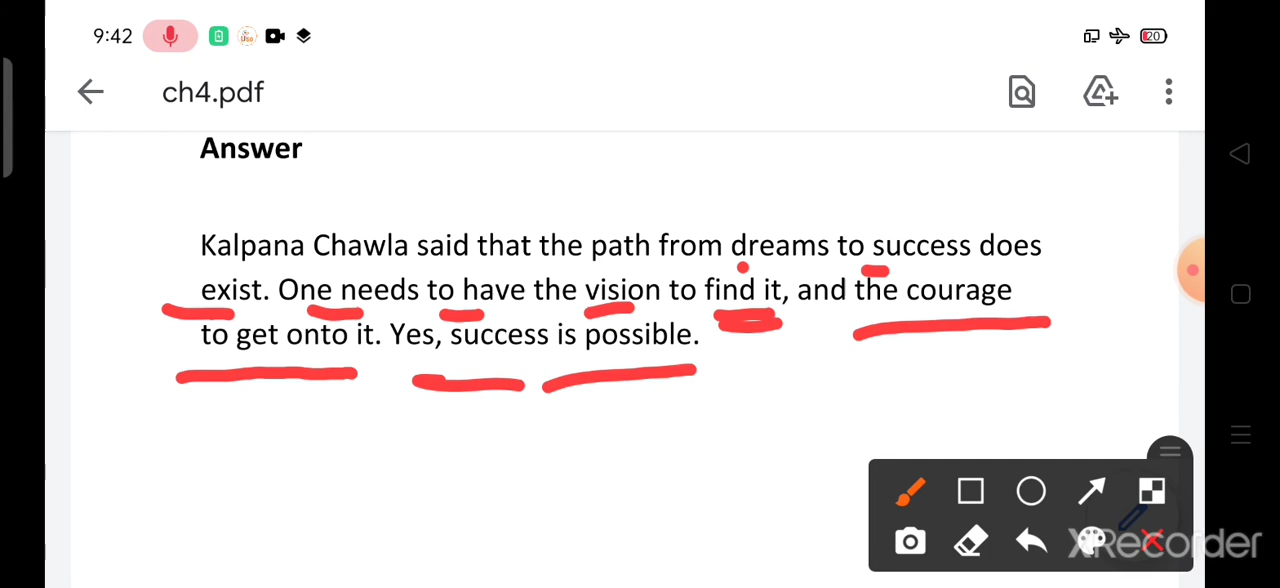 9:42
20
ch4.pdf
Answer
Kalpana Chawla said that the path from dreams to success does
exist. One needs to have the vision to find it, and the courage
to get onto it. Yes, success is possible.
XRecorder